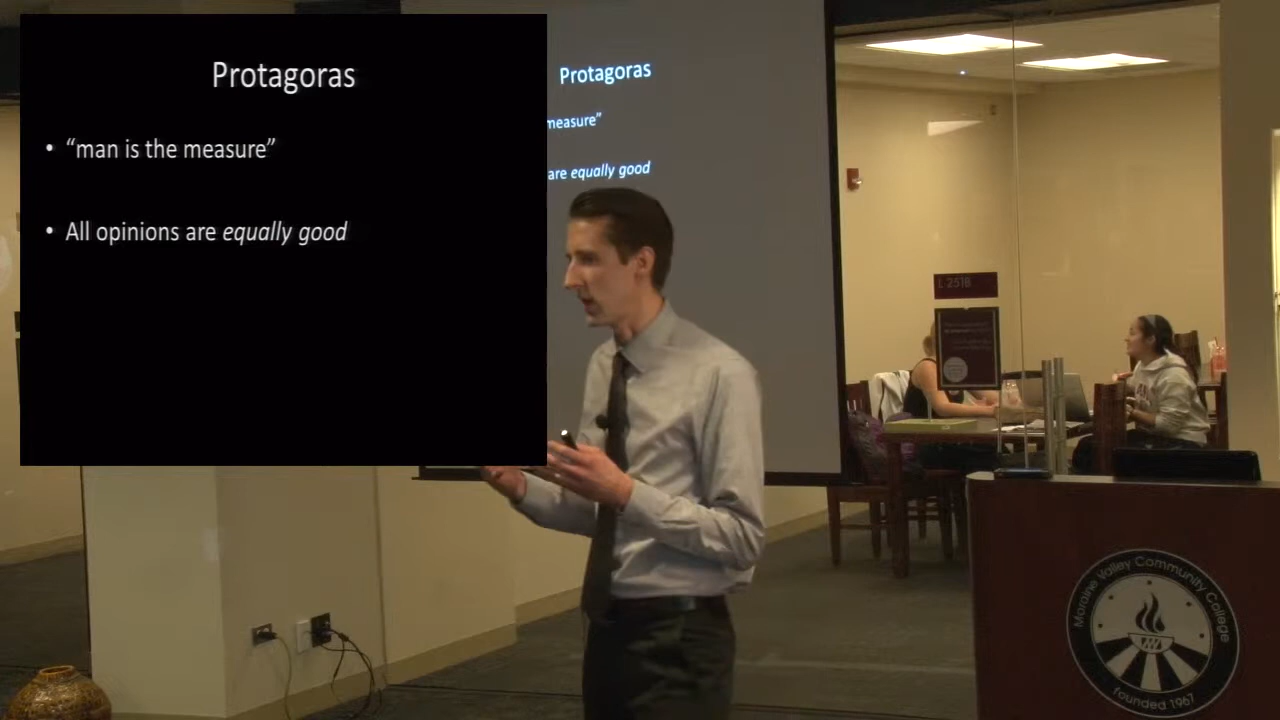 Protagoras
• “man is the measure”
• All opinions are equally good
Protagoras
measure”
are equally good
L 251B
Moraine Valley Community College
founded 1967